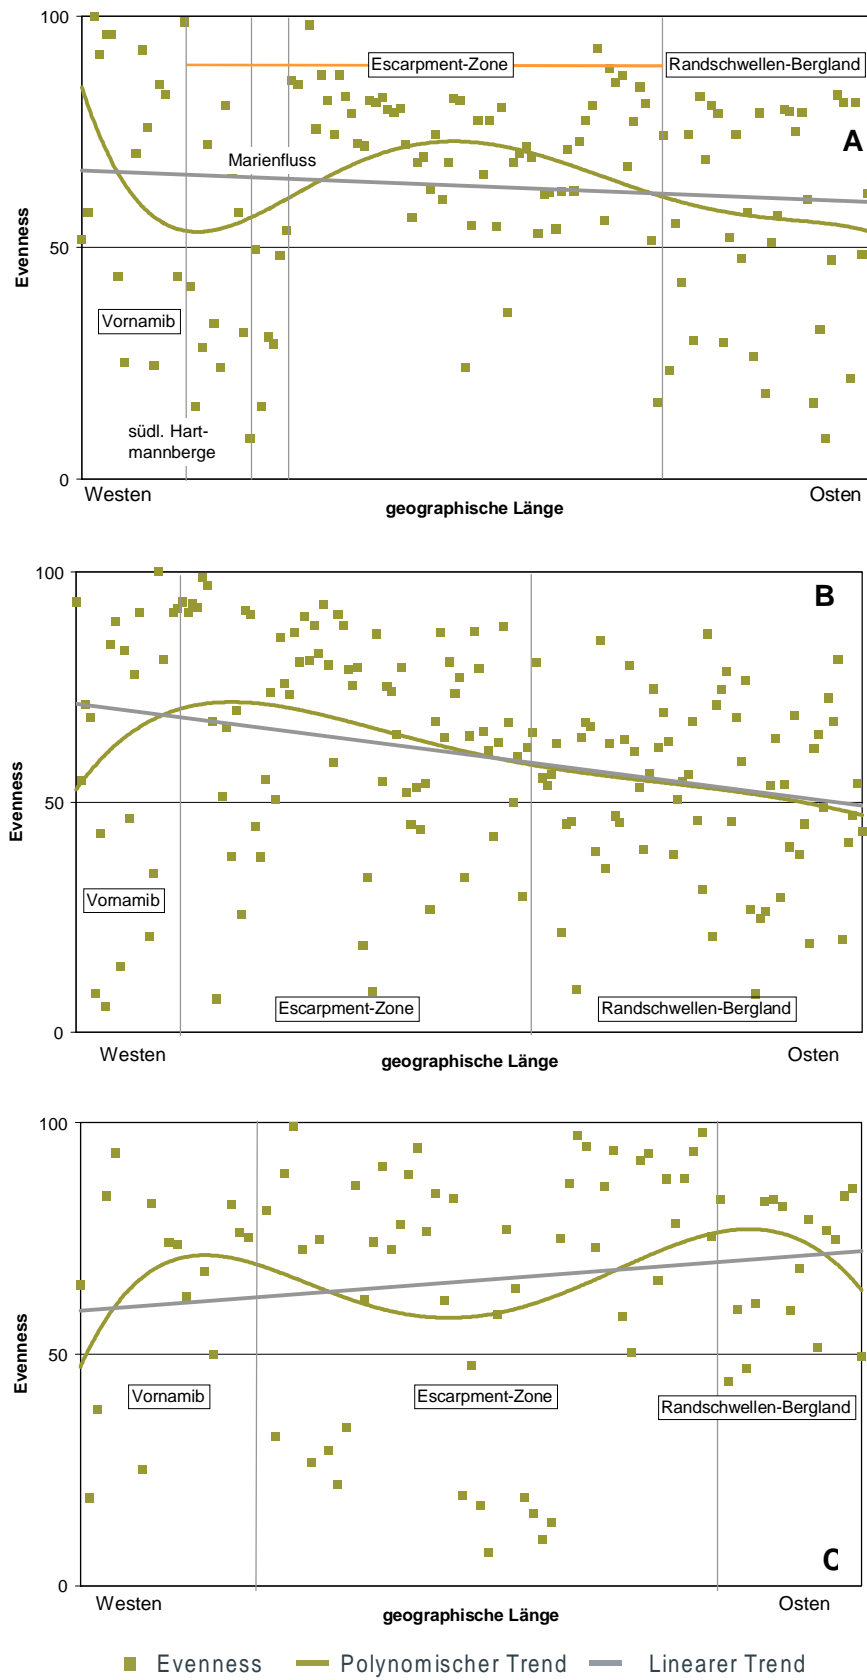 100
Escarpment-Zone
Randschwellen-Bergland
A
Marienfluss
Evenness
50
Vornamib
südl. Hart-
mannberge
0
Westen
geographische Länge
Osten
100
B
Evenness
50
Vornamib
Escarpment-Zone
Randschwellen-Bergland
0
Westen
geographische Länge
Osten
100
Evenness
50
Vornamib
Escarpment-Zone
Randschwellen-Bergland
C
0
Westen
geographische Länge
Osten
Evenness Polynomischer Trend Linearer Trend